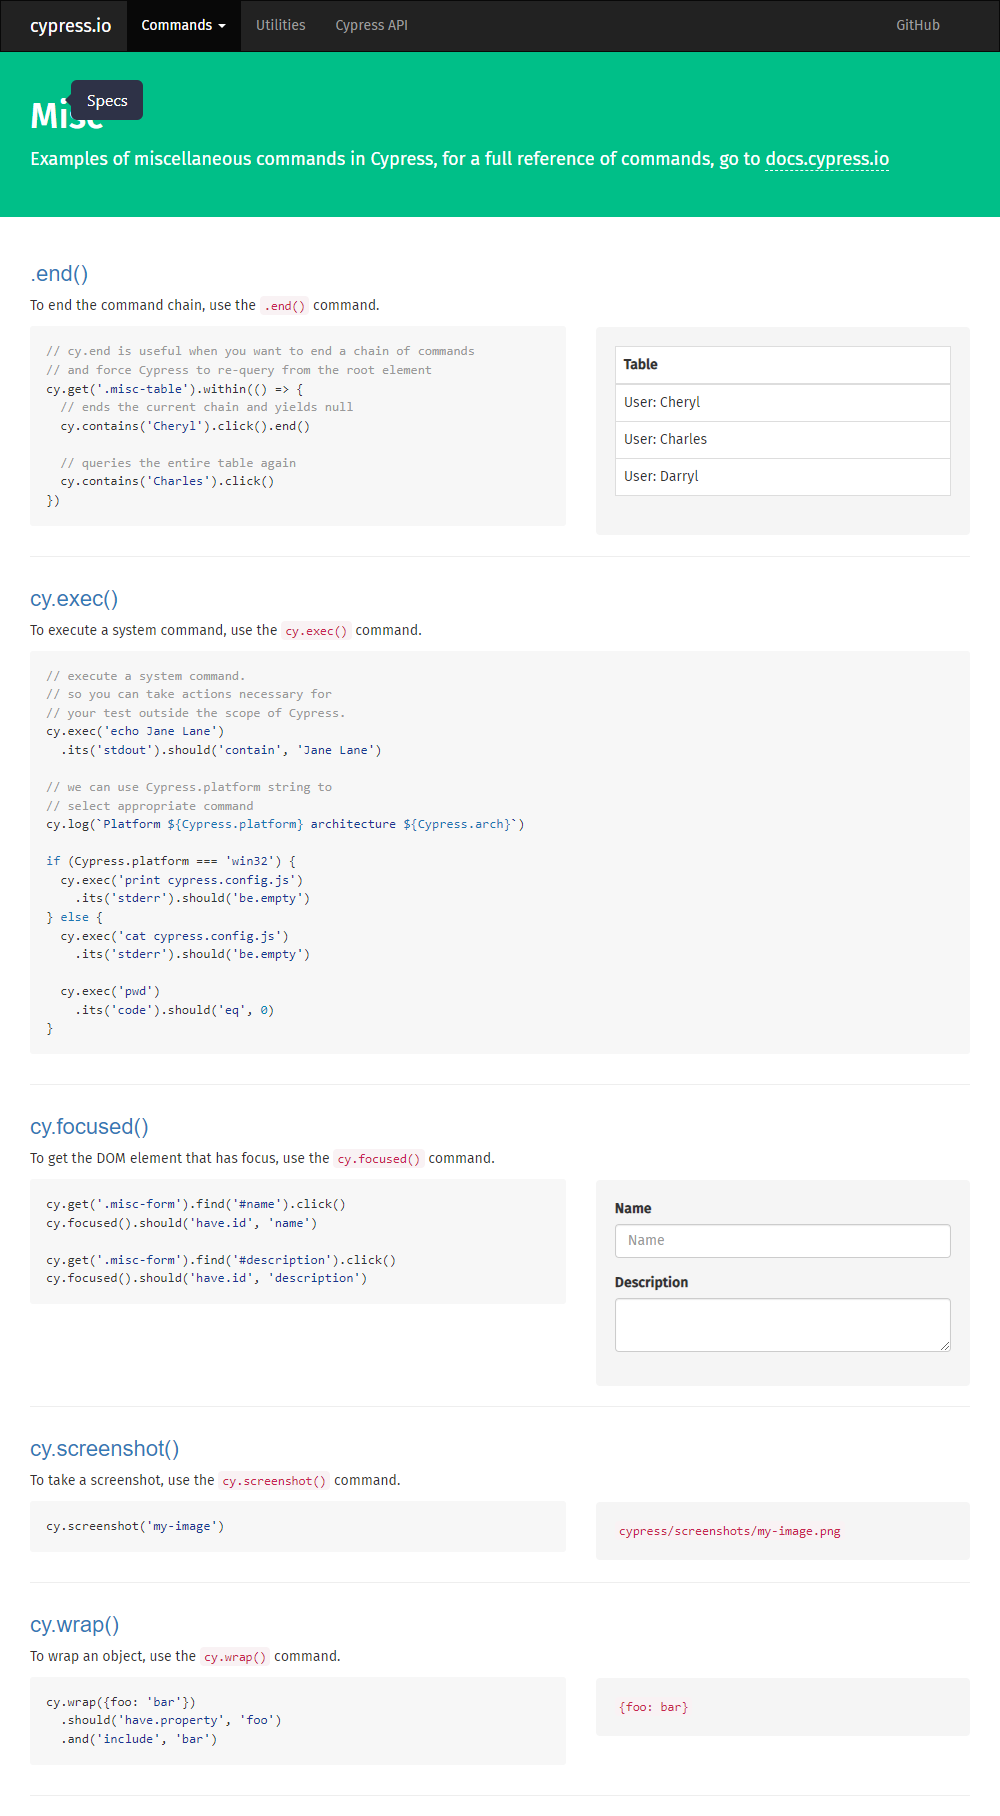 cypress.io Commands Utilities Cypress API GitHub
Specs
Misc
Examples of miscellaneous commands in Cypress, for a full reference of commands, go to docs.cypress.io
.end()
To end the command chain, use the .end() command.
// cy.end is useful when you want to end a chain of commands
// and force Cypress to re-query from the root element
cy.get('.misc-table').within(() => {
  // ends the current chain and yields null
  cy.contains('Cheryl').click().end()
  // queries the entire table again
  cy.contains('Charles').click()
})
Table
User: Cheryl
User: Charles
User: Darryl
cy.exec()
To execute a system command, use the cy.exec() command.
// execute a system command.
// so you can take actions necessary for
// your test outside the scope of Cypress.
cy.exec('echo Jane Lane')
  .its('stdout').should('contain', 'Jane Lane')
// we can use Cypress.platform string to
// select appropriate command
cy.log(`Platform ${Cypress.platform} architecture ${Cypress.arch}`)
if (Cypress.platform === 'win32') {
  cy.exec('print cypress.config.js')
    .its('stderr').should('be.empty')
} else {
  cy.exec('cat cypress.config.js')
    .its('stderr').should('be.empty')
  cy.exec('pwd')
    .its('code').should('eq', 0)
}
cy.focused()
To get the DOM element that has focus, use the cy.focused() command.
cy.get('.misc-form').find('#name').click()
cy.focused().should('have.id', 'name')
cy.get('.misc-form').find('#description').click()
cy.focused().should('have.id', 'description')
Name
Name
Description
cy.screenshot()
To take a screenshot, use the cy.screenshot() command.
cy.screenshot('my-image')
cypress/screenshots/my-image.png
cy.wrap()
To wrap an object, use the cy.wrap() command.
cy.wrap({foo: 'bar'})
  .should('have.property', 'foo')
  .and('include', 'bar')
{foo: bar}